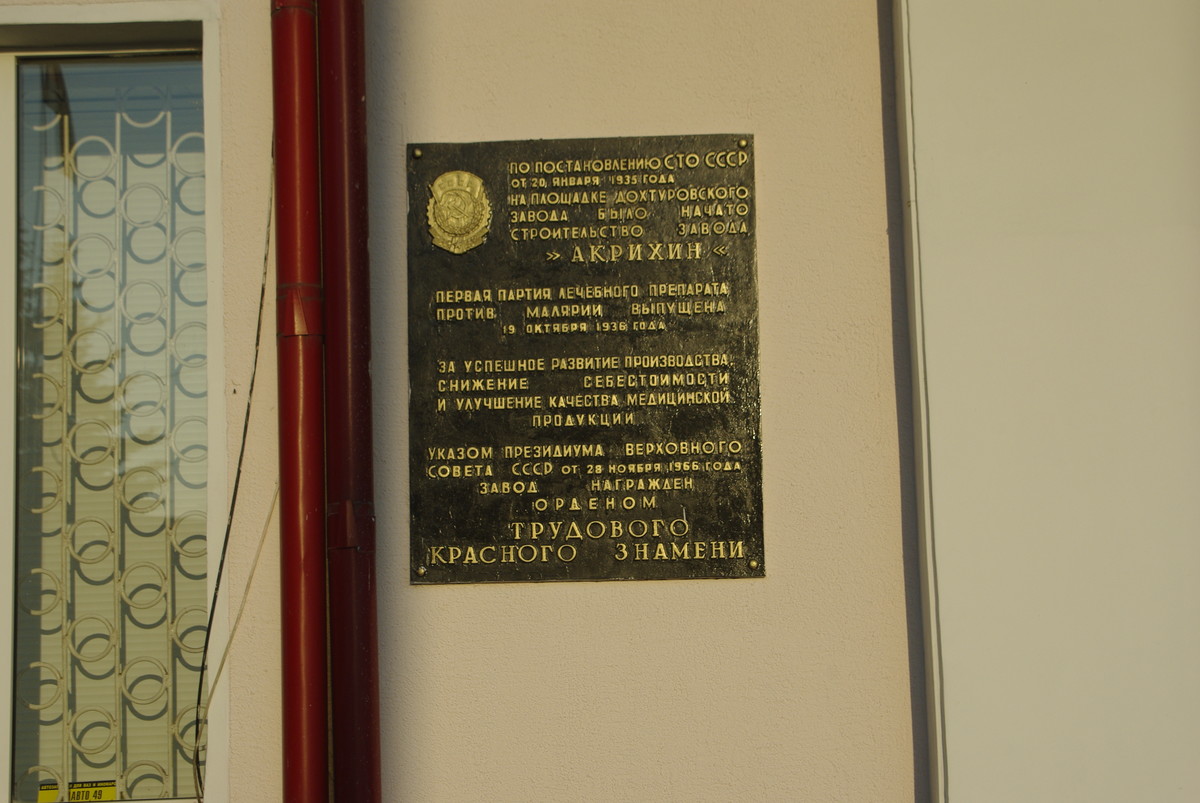 ПО ПОСТАНОВЛЕНИЮ СТО СССР
ОТ 20 ЯНВАРЯ 1935 ГОДА
НА ПЛОЩАДКЕ ДОХТУРОВСКОГО
ЗАВОДА БЫЛО НАЧАТО
СТРОИТЕЛЬСТВО ЗАВОДА
» АКРИХИН «
ПЕРВАЯ ПАРТИЯ ЛЕЧЕБНОГО ПРЕПАРАТА
ПРОТИВ МАЛЯРИИ ВЫПУЩЕНА
19 ОКТЯБРЯ 1936 ГОДА
ЗА УСПЕШНОЕ РАЗВИТИЕ ПРОИЗВОДСТВА,
СНИЖЕНИЕ СЕБЕСТОИМОСТИ
И УЛУЧШЕНИЕ КАЧЕСТВА МЕДИЦИНСКОЙ
ПРОДУКЦИИ
УКАЗОМ ПРЕЗИДИУМА ВЕРХОВНОГО
СОВЕТА СССР ОТ 28 НОЯБРЯ 1966 ГОДА
ЗАВОД НАГРАЖДЕН
ОРДЕНОМ
ТРУДОВОГО
КРАСНОГО ЗНАМЕНИ
АВТО 49